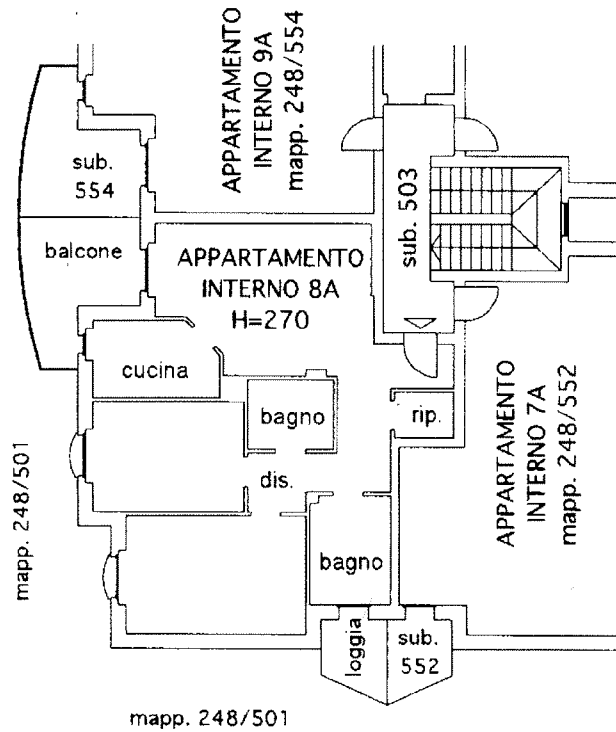 APPARTAMENTO
INTERNO 9A
mapp. 248/554
sub.
554
balcone
sub. 503
APPARTAMENTO
INTERNO 8A
H=270
cucina
bagno
rip.
dis.
bagno
APPARTAMENTO
INTERNO 7A
mapp. 248/552
mapp. 248/501
loggia
sub.
552
mapp. 248/501